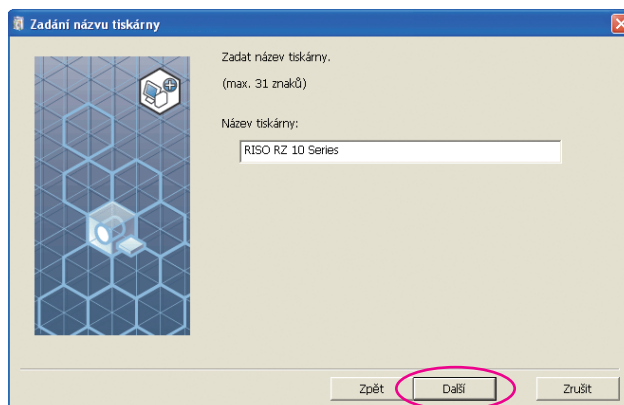 Zadání názvu tiskárny
Zadat název tiskárny.
(max. 31 znaků)
Název tiskárny:
RISO RZ 10 Series
Zpět
Další
Zrušit